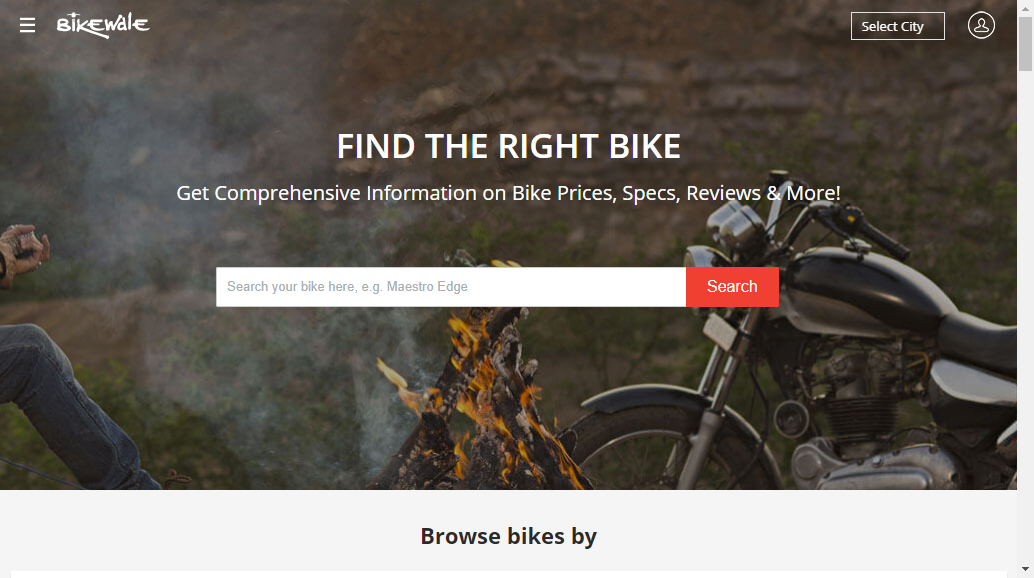 BikeWale
Select City
FIND THE RIGHT BIKE
Get Comprehensive Information on Bike Prices, Specs, Reviews & More!
Search your bike here, e.g. Maestro Edge
Search
Browse bikes by